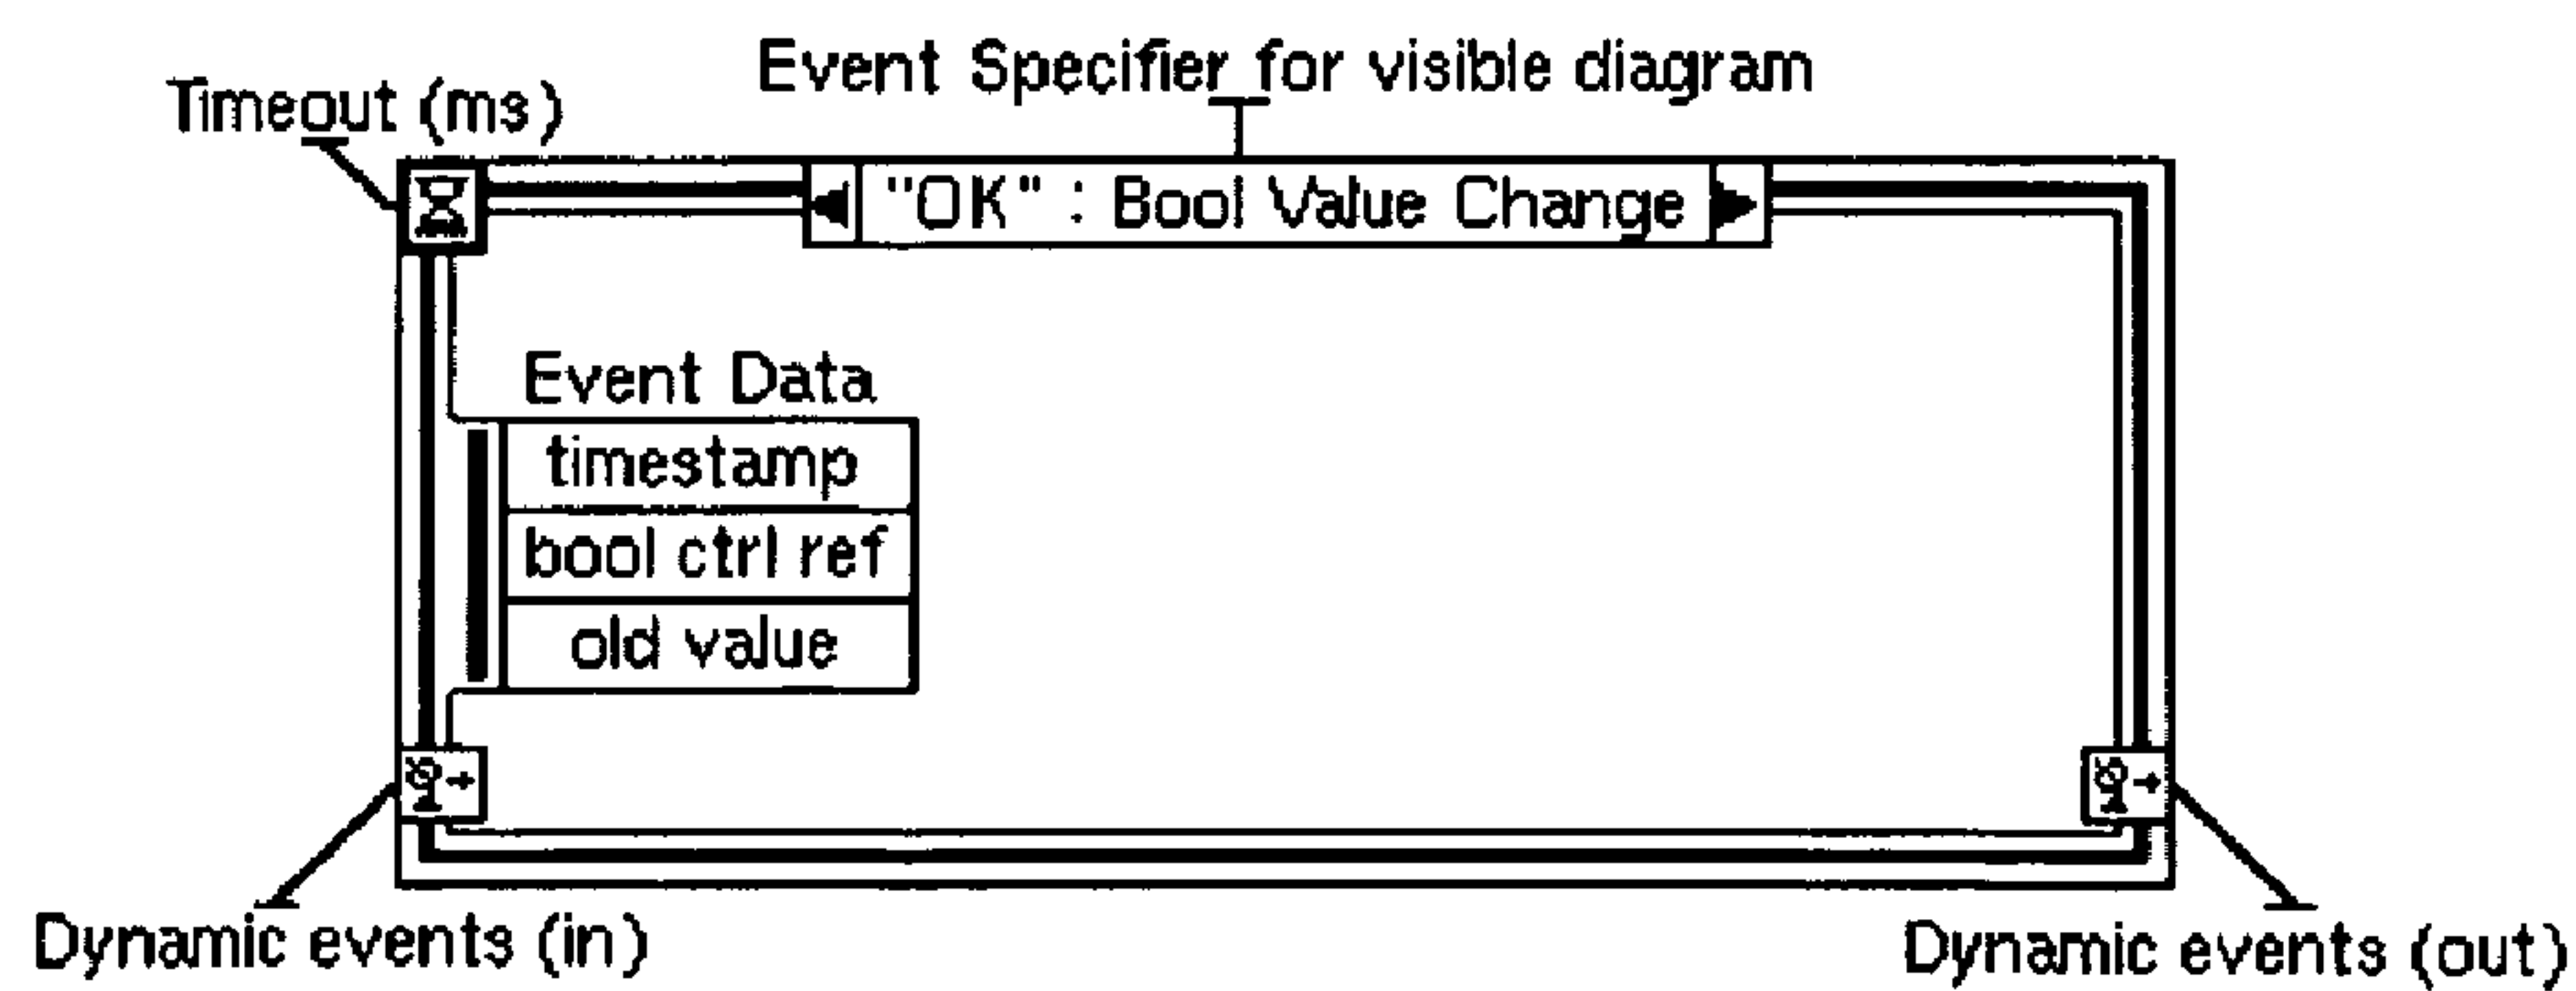 Event Specifier for visible diagram
Timeout (ms)
"OK" : Bool Value Change
Event Data
timestamp
bool ctrl ref
old value
Dynamic events (in)
Dynamic events (out)